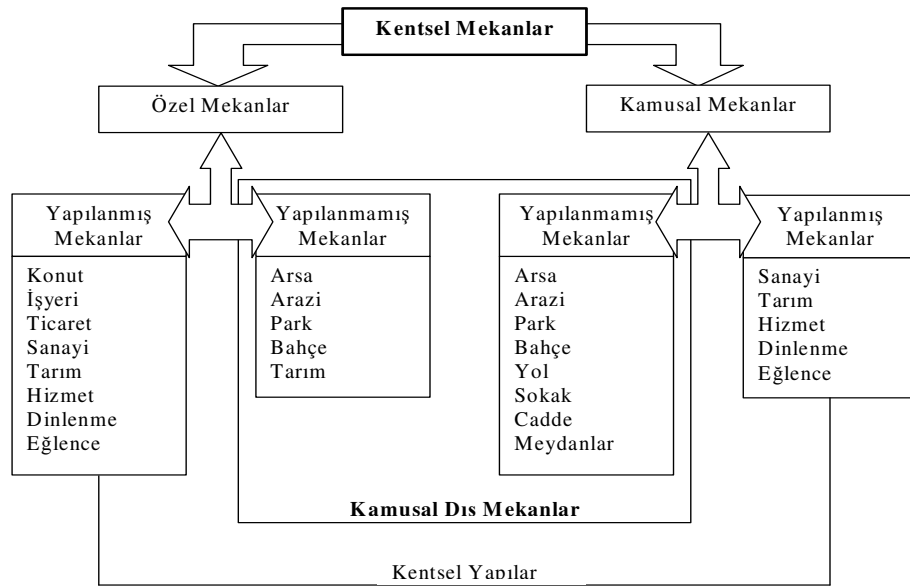 Kentsel Mekanlar
Özel Mekanlar
Kamusal Mekanlar
Yapılanmış
Mekanlar
Konut
İşyeri
Ticaret
Sanayi
Tarım
Hizmet
Dinlenme
Eğlence
Yapılanmamış
Mekanlar
Arsa
Arazi
Park
Bahçe
Tarım
Yapılanmamış
Mekanlar
Arsa
Arazi
Park
Bahçe
Yol
Sokak
Cadde
Meydanlar
Yapılanmış
Mekanlar
Sanayi
Tarım
Hizmet
Dinlenme
Eğlence
Kamusal Dıs Mekanlar
Kentsel Yapılar